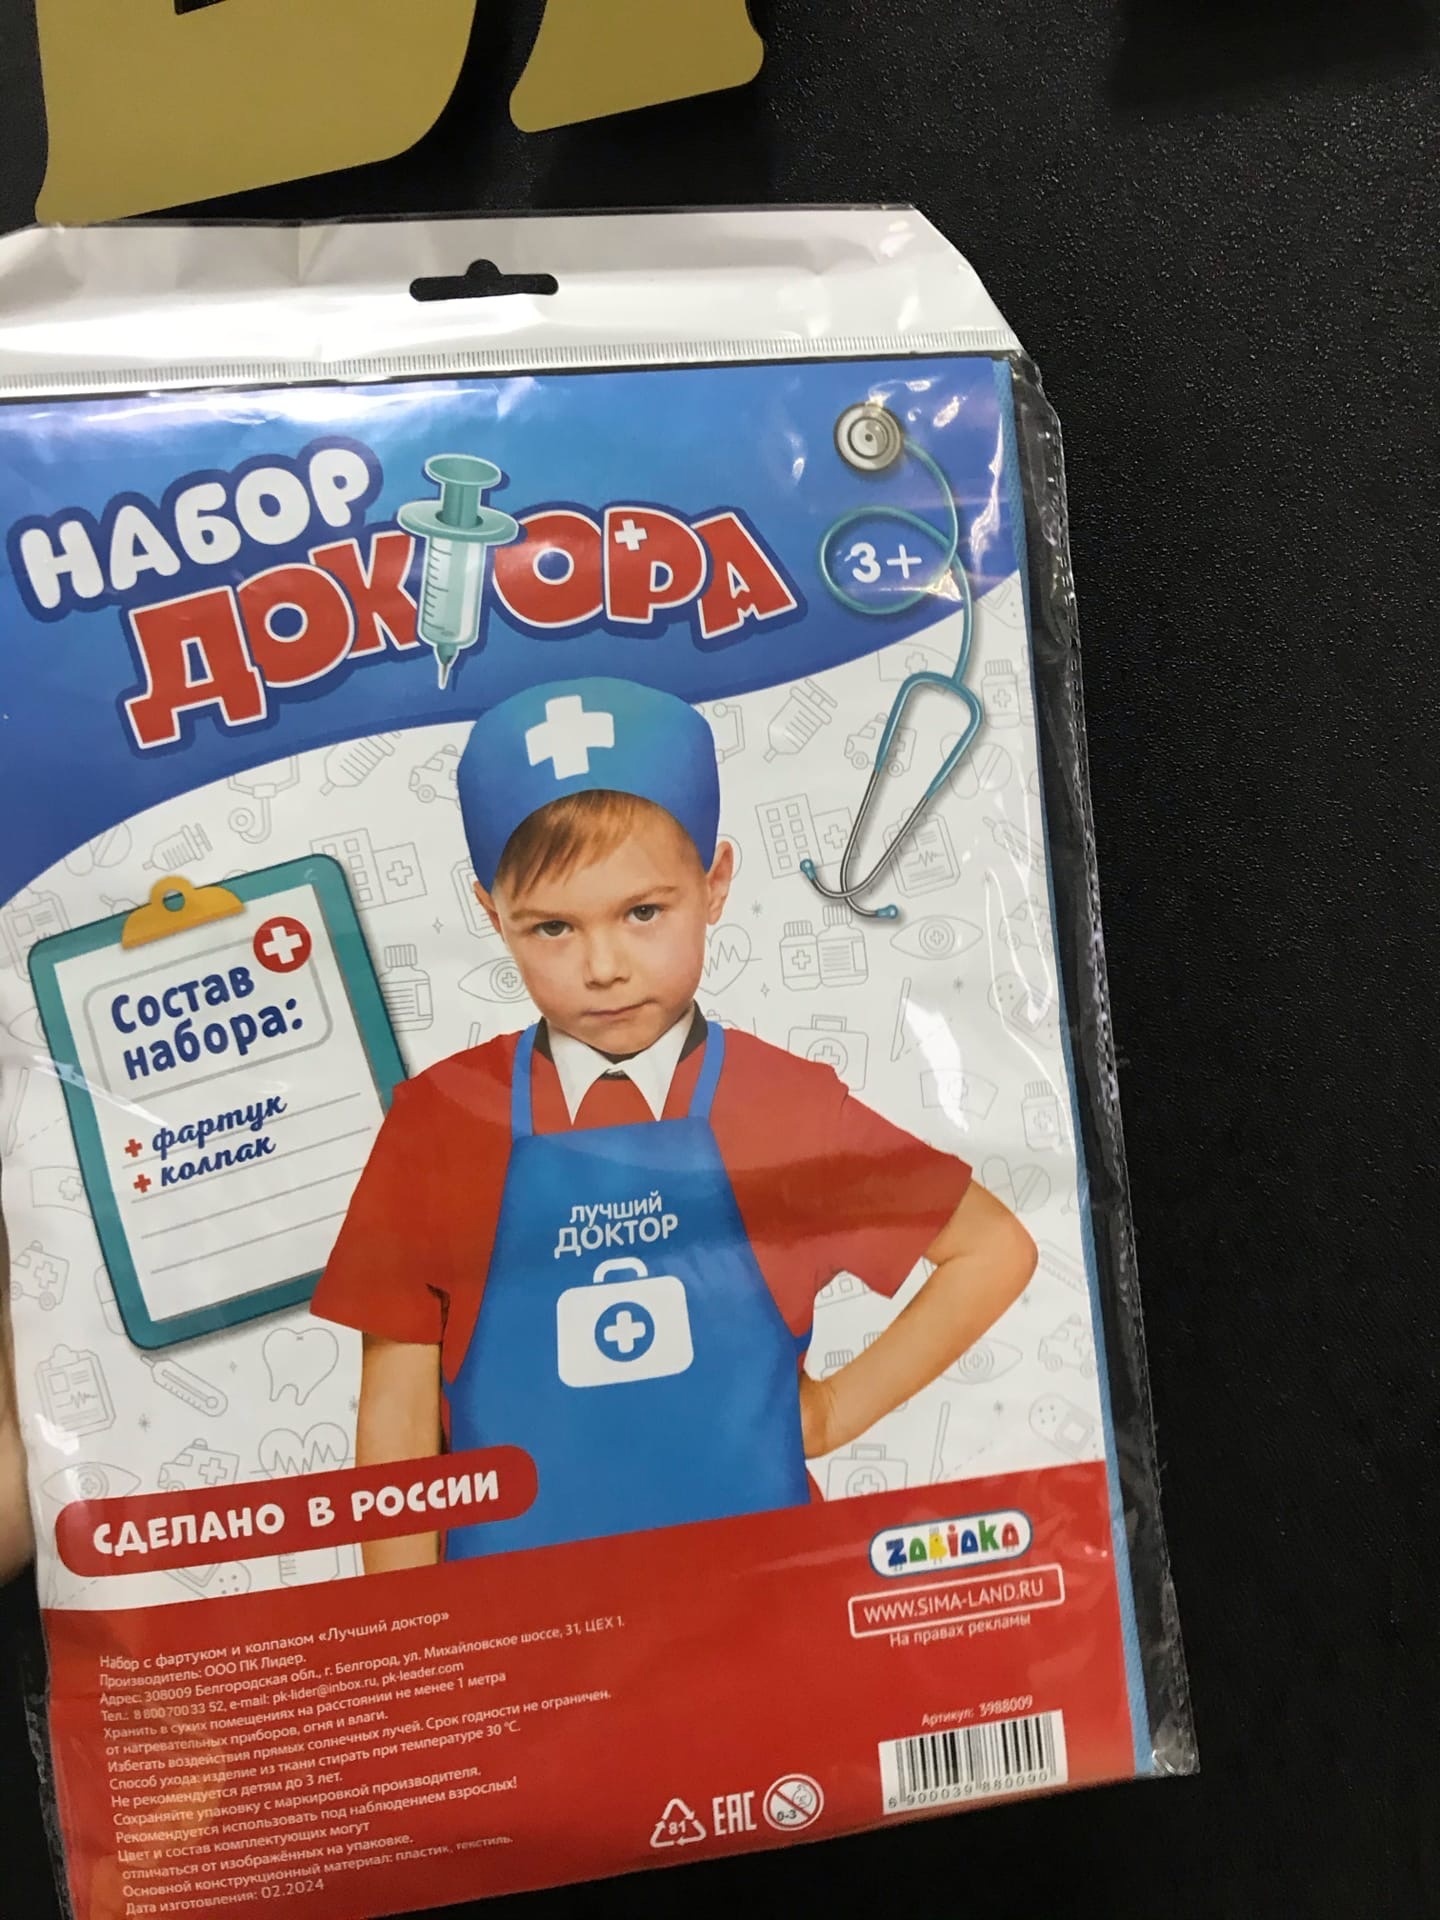 НАБОР
ДОКТОРА
3+
Состав
набора:
+ фартук
+ колпак
ЛУЧШИЙ
ДОКТОР
СДЕЛАНО В РОССИИ
ZABIAKA
WWW.SIMA-LAND.RU
На правах рекламы
Набор с фартуком и колпаком «Лучший доктор»
Производитель: ООО ПК Лидер.
Адрес: 308009 Белгородская обл., г. Белгород, ул. Михайловское шоссе, 31, ЦЕХ 1.
Тел.: 8 800 700 33 52, e-mail: pk-lider@inbox.ru, pk-leader.com
Хранить в сухих помещениях на расстоянии не менее 1 метра
от нагревательных приборов, огня и влаги.
Избегать воздействия прямых солнечных лучей. Срок годности не ограничен.
Способ ухода: изделие из ткани стирать при температуре 30 °С.
Не рекомендуется детям до 3 лет.
Сохраняйте упаковку с маркировкой производителя.
Рекомендуется использовать под наблюдением взрослых!
Цвет и состав комплектующих могут
отличаться от изображённых на упаковке.
Основной конструкционный материал: пластик, текстиль.
Дата изготовления: 02.2024
81
EAC
0-3
Артикул: 3988009
6 900039 880090